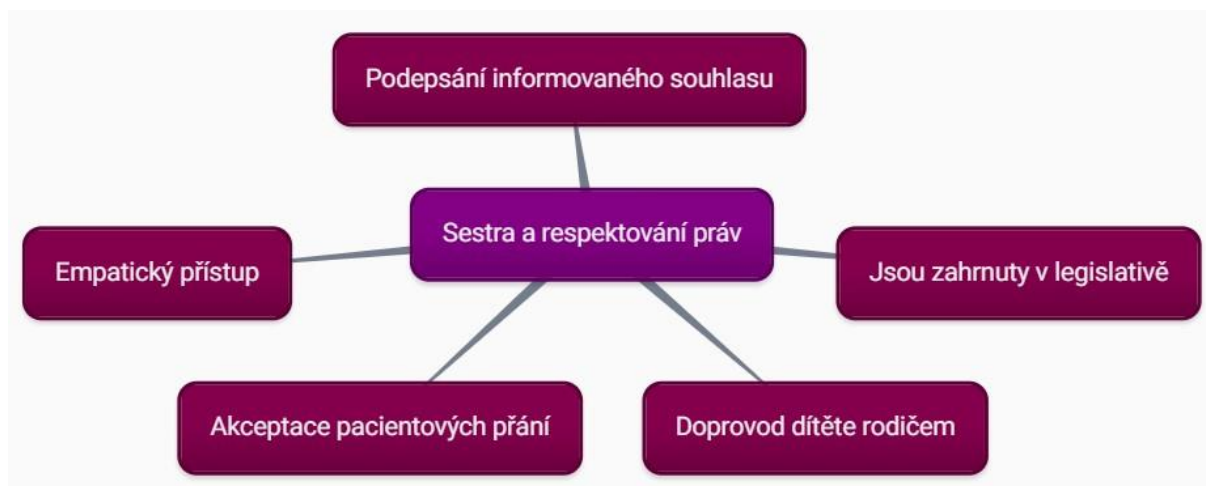 Podepsání informovaného souhlasu
Sestra a respektování práv
Empatický přístup
Jsou zahrnuty v legislativě
Akceptace pacientových přání
Doprovod dítěte rodičem